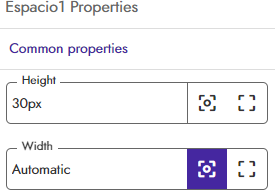 Espacio1 Properties
Common properties
Height
30px
Width
Automatic